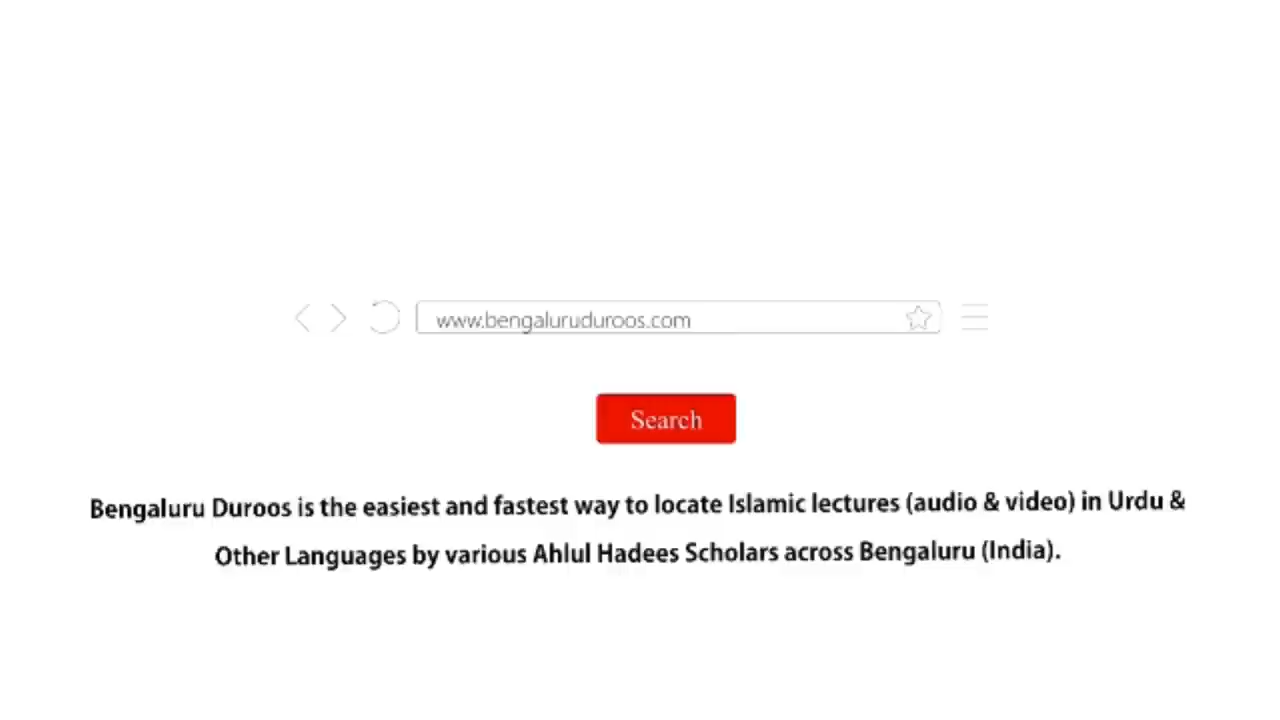 www.bengaluruduroos.com
Search
Bengaluru Duroos is the easiest and fastest way to locate Islamic lectures (audio & video) in Urdu &
Other Languages by various Ahlul Hadees Scholars across Bengaluru (India).